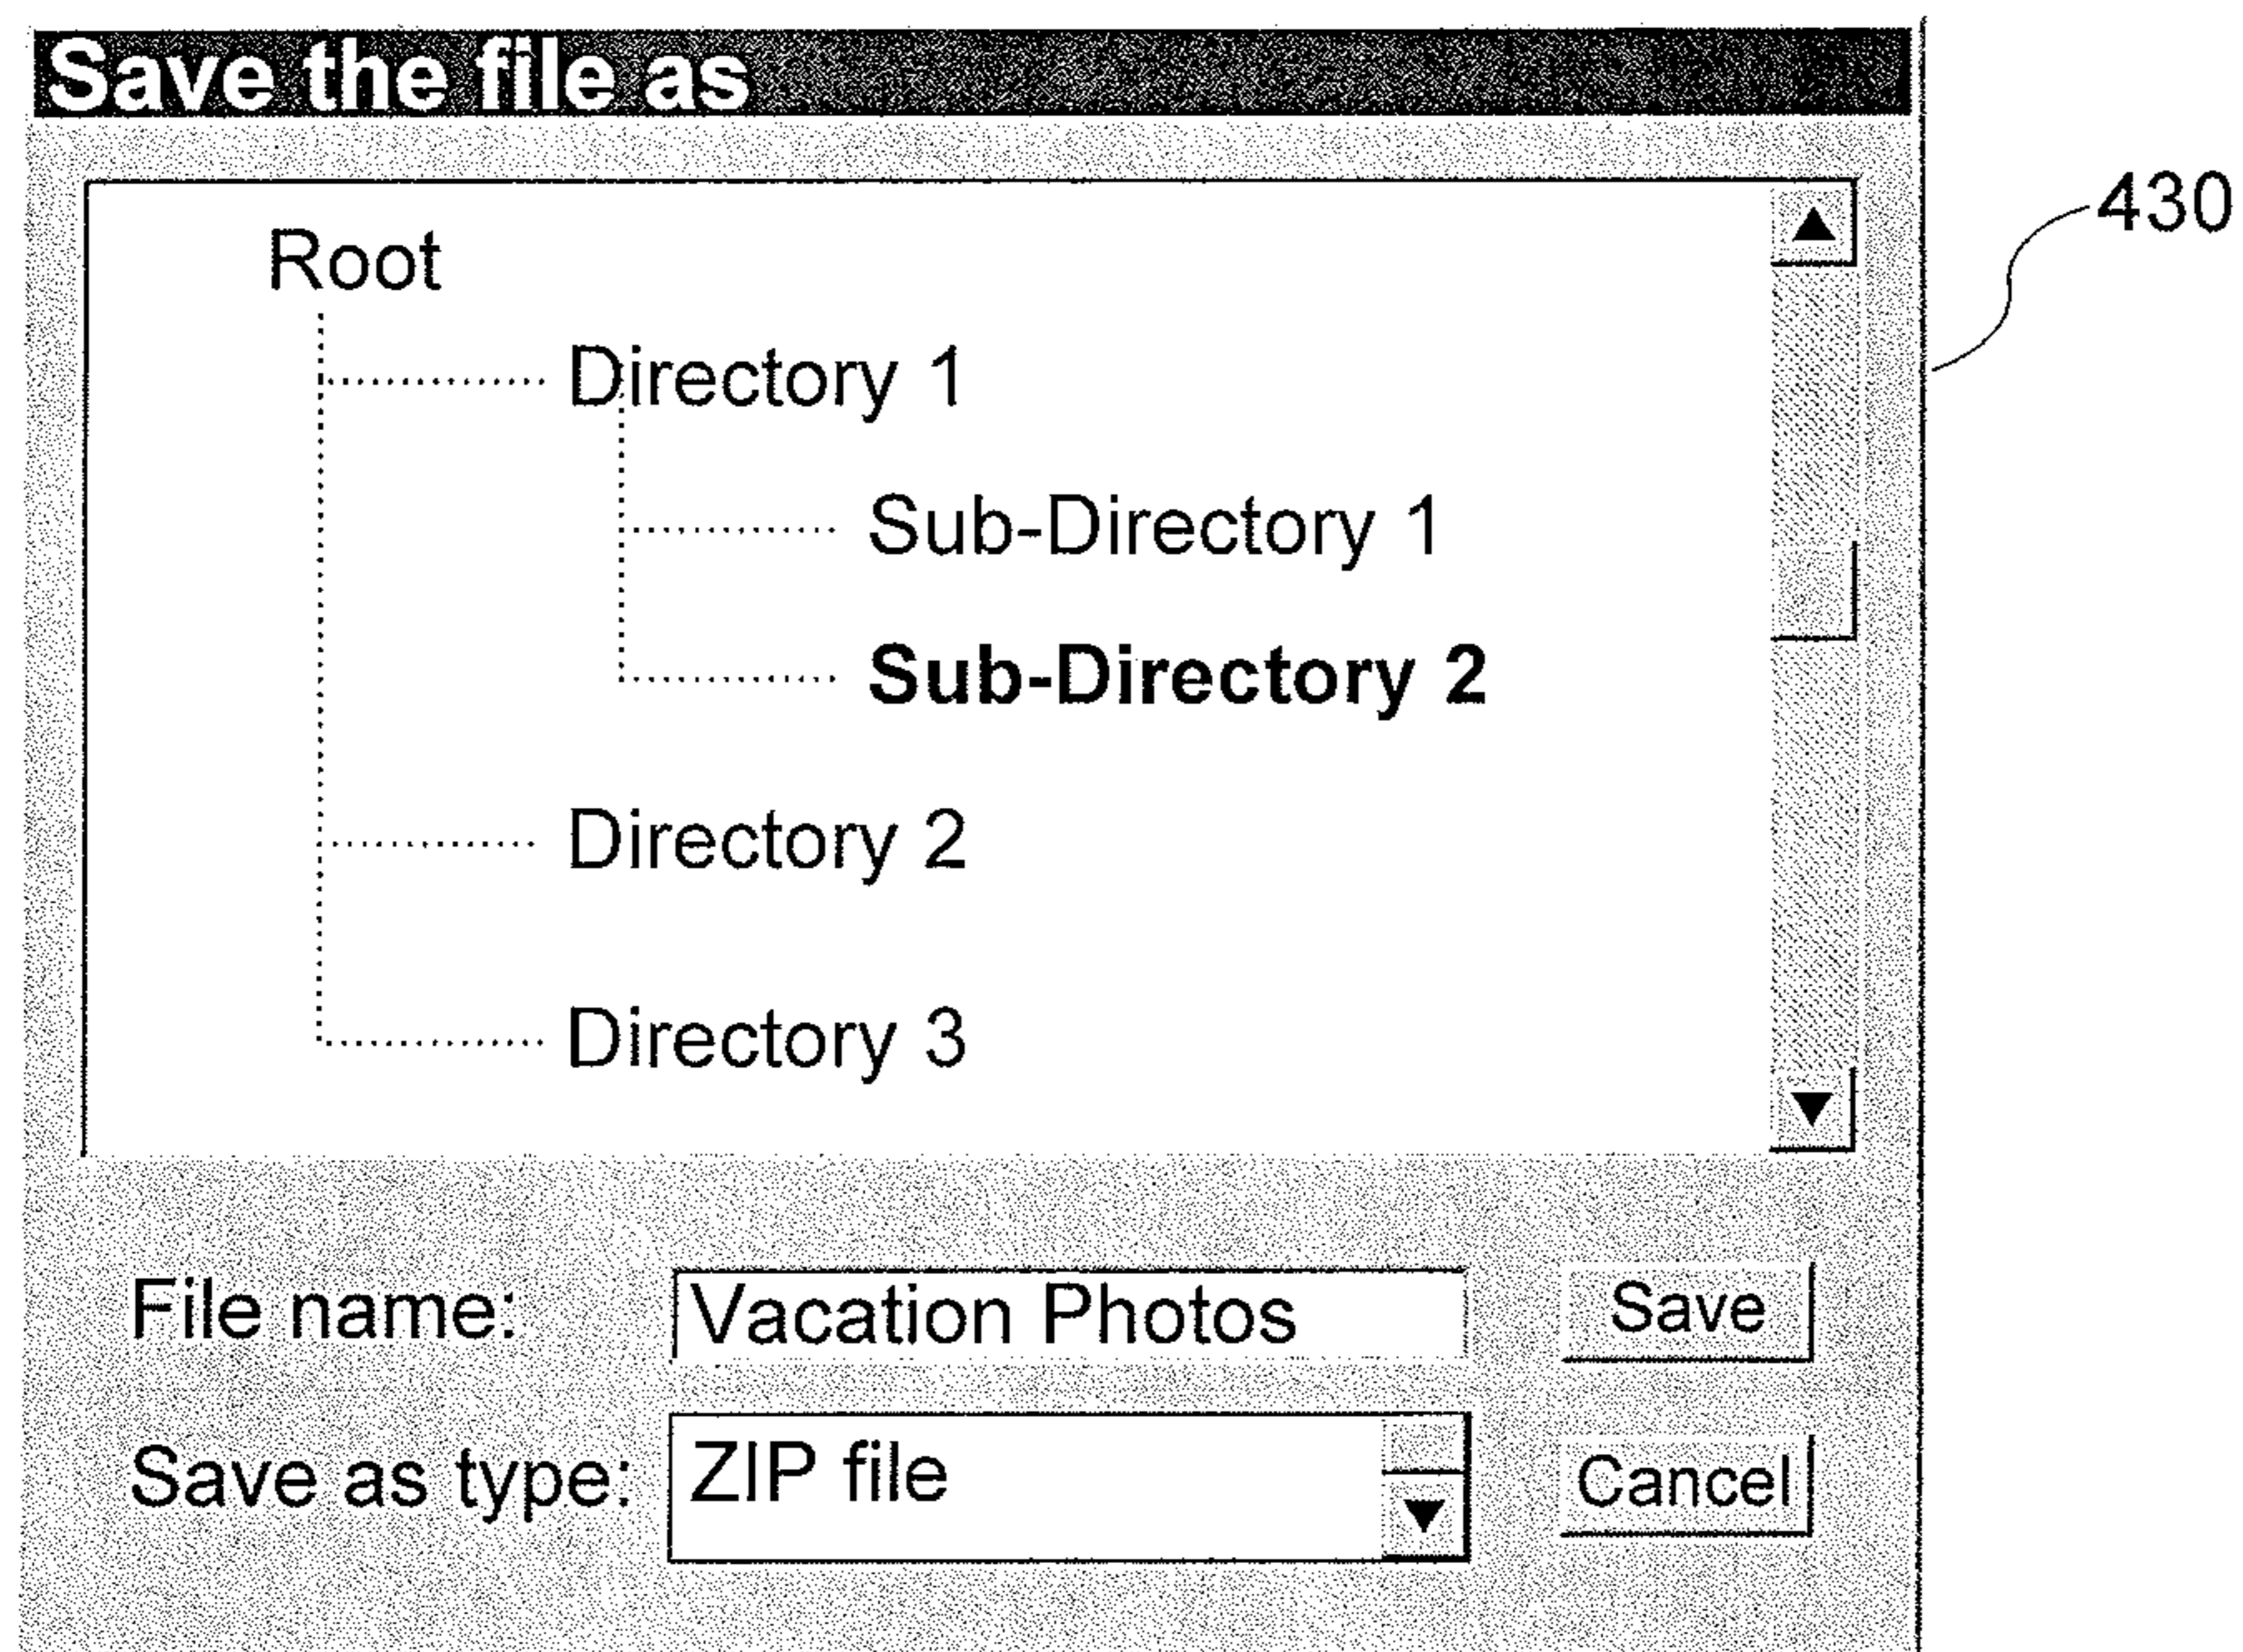 Save the file as
430
Root
Directory 1
Sub-Directory 1
Sub-Directory 2
Directory 2
Directory 3
File name: Vacation Photos Save
Save as type: ZIP file Cancel